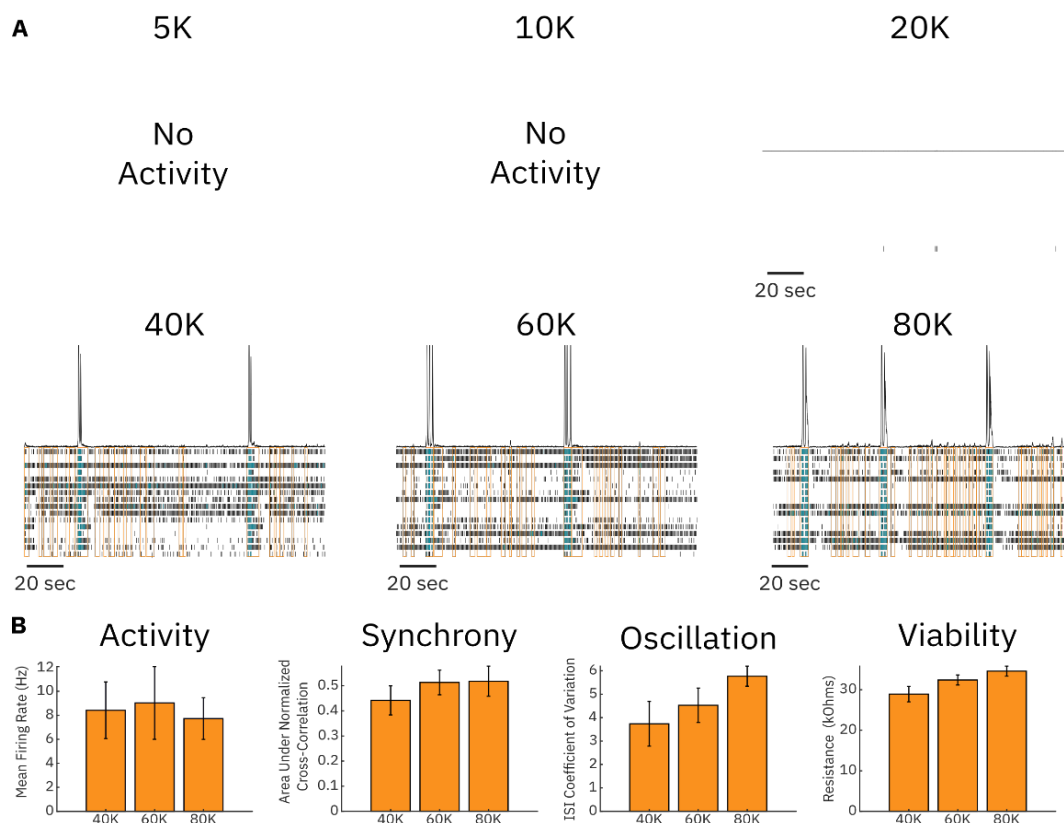 A
5K
10K
20K
No
Activity
No
Activity
20 sec
40K
60K
80K
20 sec
20 sec
20 sec
B
Activity
Synchrony
Oscillation
Viability
Mean Firing Rate (Hz)
12
10
8
6
4
2
0
40K 60K 80K
Area Under Normalized
Cross-Correlation
0.5
0.4
0.3
0.2
0.1
0
40K 60K 80K
ISI Coefficient of Variation
6
5
4
3
2
1
0
40K 60K 80K
Resistance (kOhms)
30
20
10
0
40K 60K 80K